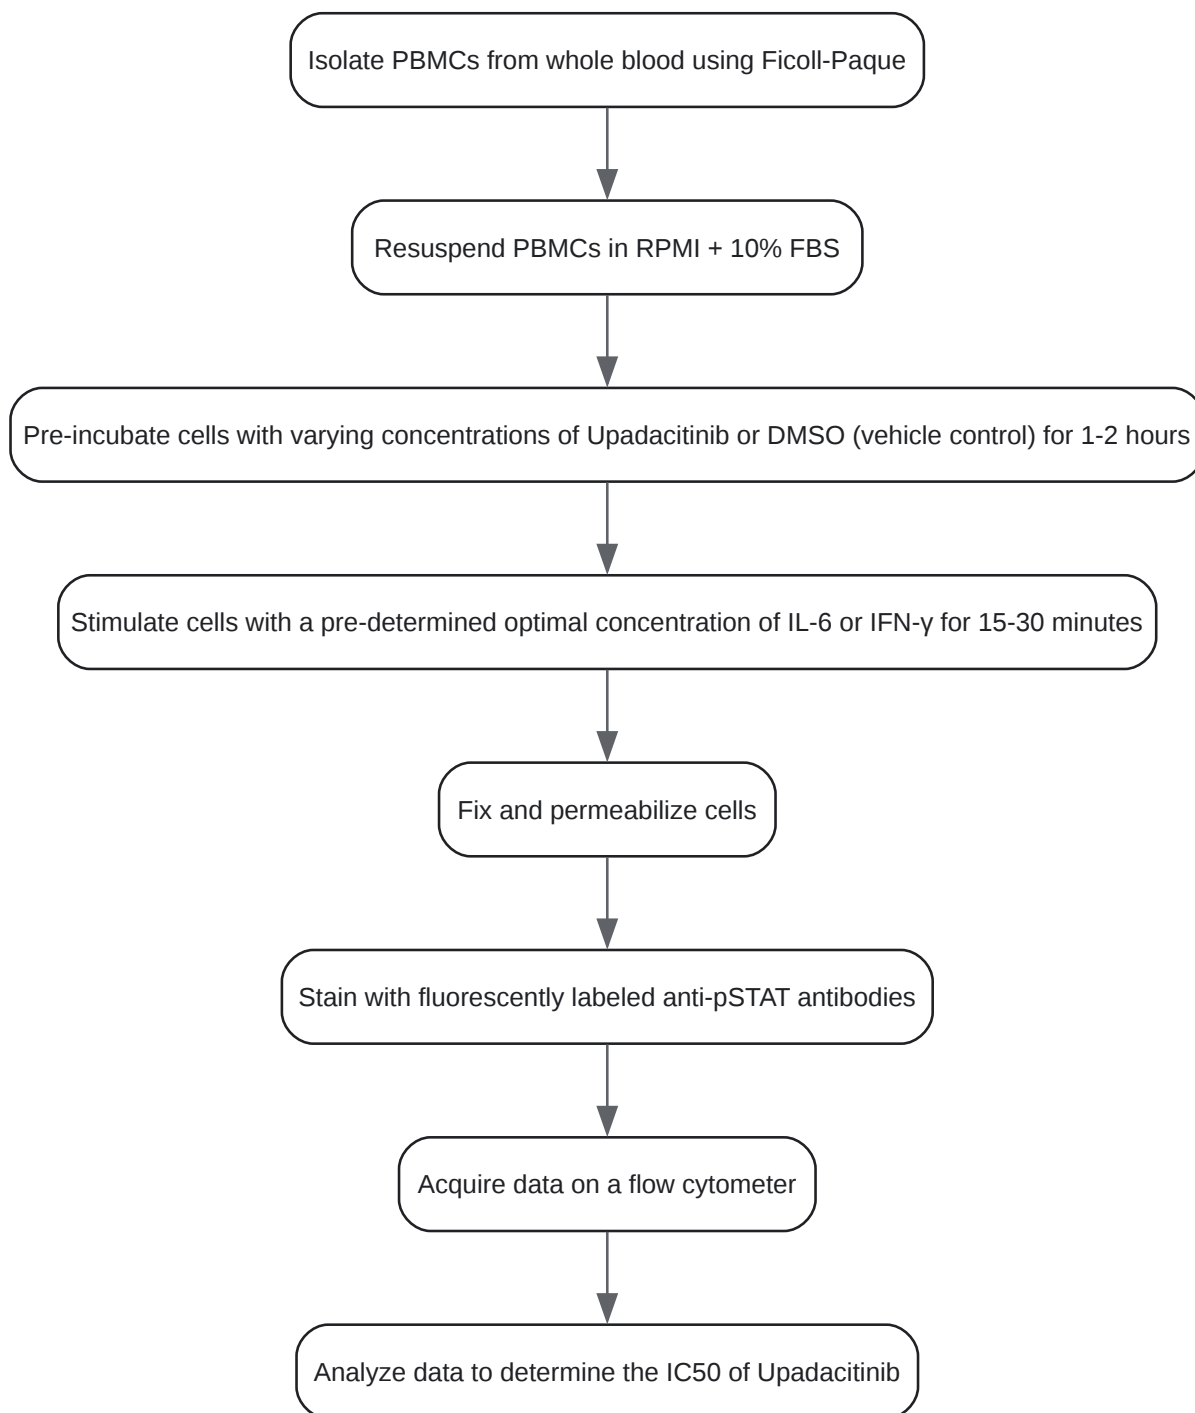 Isolate PBMCs from whole blood using Ficoll-Paque
Resuspend PBMCs in RPMI + 10% FBS
Pre-incubate cells with varying concentrations of Upadacitinib or DMSO (vehicle control) for 1-2 hours
Stimulate cells with a pre-determined optimal concentration of IL-6 or IFN-γ for 15-30 minutes
Fix and permeabilize cells
Stain with fluorescently labeled anti-pSTAT antibodies
Acquire data on a flow cytometer
Analyze data to determine the IC50 of Upadacitinib